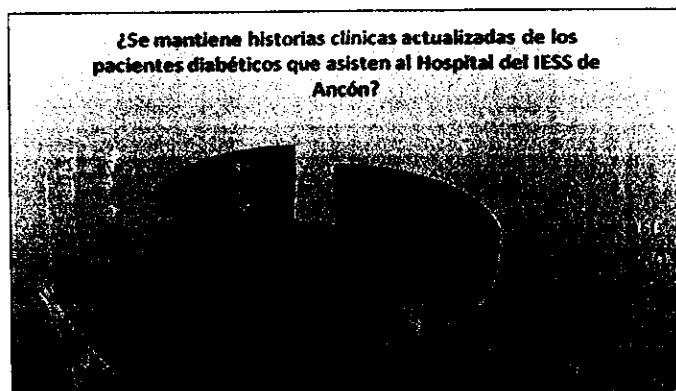 ¿Se mantiene historias clínicas actualizadas de los
pacientes diabéticos que asisten al Hospital del IESS de
Ancón?